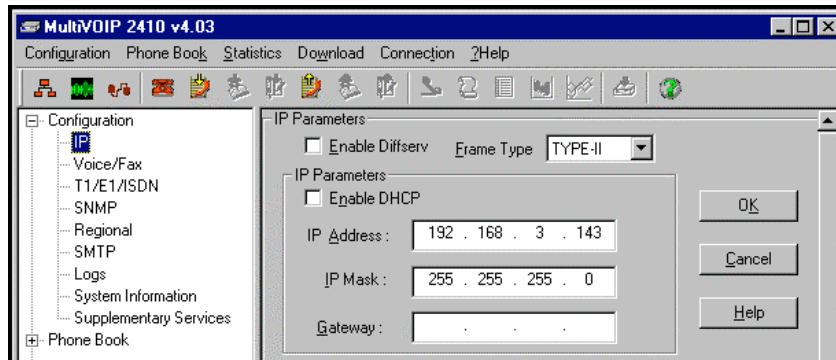 MultiVOIP 2410 v4.03
Configuration Phone Book Statistics Download Connection ?Help
Configuration
IP
Voice/Fax
T1/E1/ISDN
SNMP
Regional
SMTP
Logs
System Information
Supplementary Services
Phone Book
IP Parameters
Enable Diffserv Frame Type TYPE-II
IP Parameters
Enable DHCP
IP Address : 192 . 168 . 3 . 143
IP Mask : 255 . 255 . 255 . 0
Gateway : . . .
OK
Cancel
Help